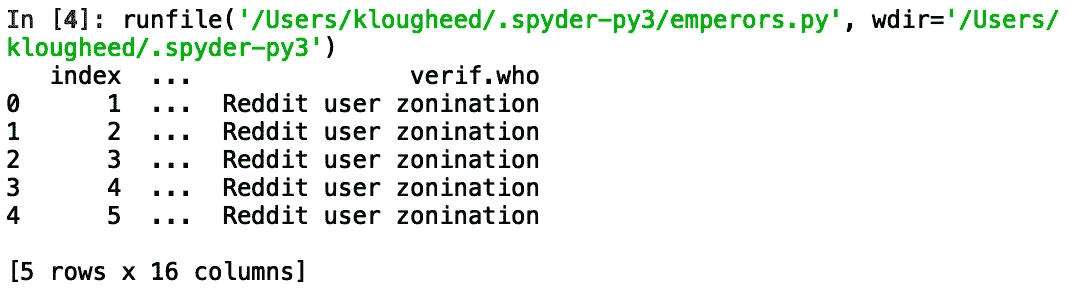 In [4]: runfile('/Users/klougheed/.spyder-py3/emperors.py', wdir='/Users/
klougheed/.spyder-py3')
   index  ...                verif.who
0      1  ...  Reddit user zonination
1      2  ...  Reddit user zonination
2      3  ...  Reddit user zonination
3      4  ...  Reddit user zonination
4      5  ...  Reddit user zonination
[5 rows x 16 columns]